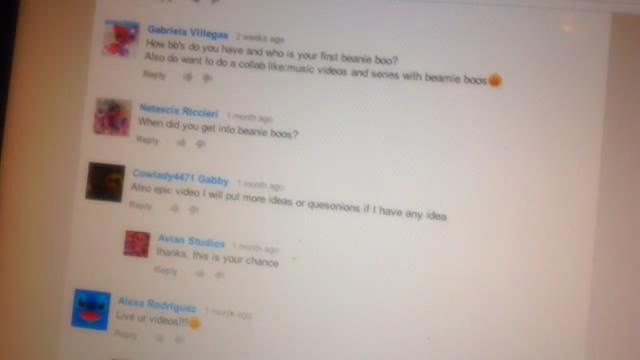 Gabriela Villegas 2 weeks ago
How bb's do you have and who is your first beanie boo?
Also do want to do a collab like:music videos and series with beamie boos
Reply
Natascia Riccieri 1 month ago
When did you get into beanie boos?
Reply
Cowlady4471 Gabby 1 month ago
Also epic video I will put more ideas or quesonions if I have any idea
Reply
Avian Studios 1 month ago
thanks, this is your chance
Reply
Alexa Rodriguez 1 month ago
Live ur videos!!!
Reply